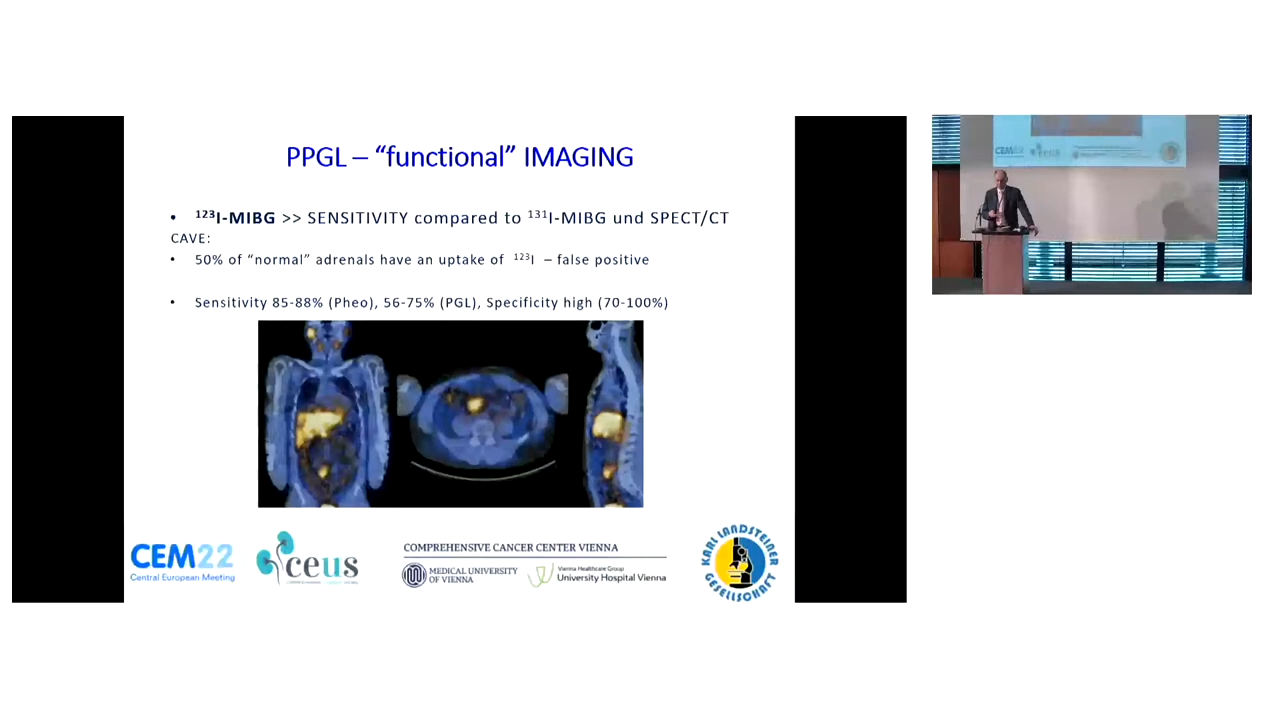 PPGL – “functional” IMAGING
• ¹²³I-MIBG >> SENSITIVITY compared to ¹³¹I-MIBG und SPECT/CT
CAVE:
• 50% of “normal” adrenals have an uptake of ¹²³I – false positive
• Sensitivity 85-88% (Pheo), 56-75% (PGL), Specificity high (70-100%)
CEM22
Central European Meeting
ceus
COMPREHENSIVE CANCER CENTER VIENNA
MEDICAL UNIVERSITY
OF VIENNA
Vienna Healthcare Group
University Hospital Vienna
KARL LANDSTEINER
GESELLSCHAFT
CEM22
ceus